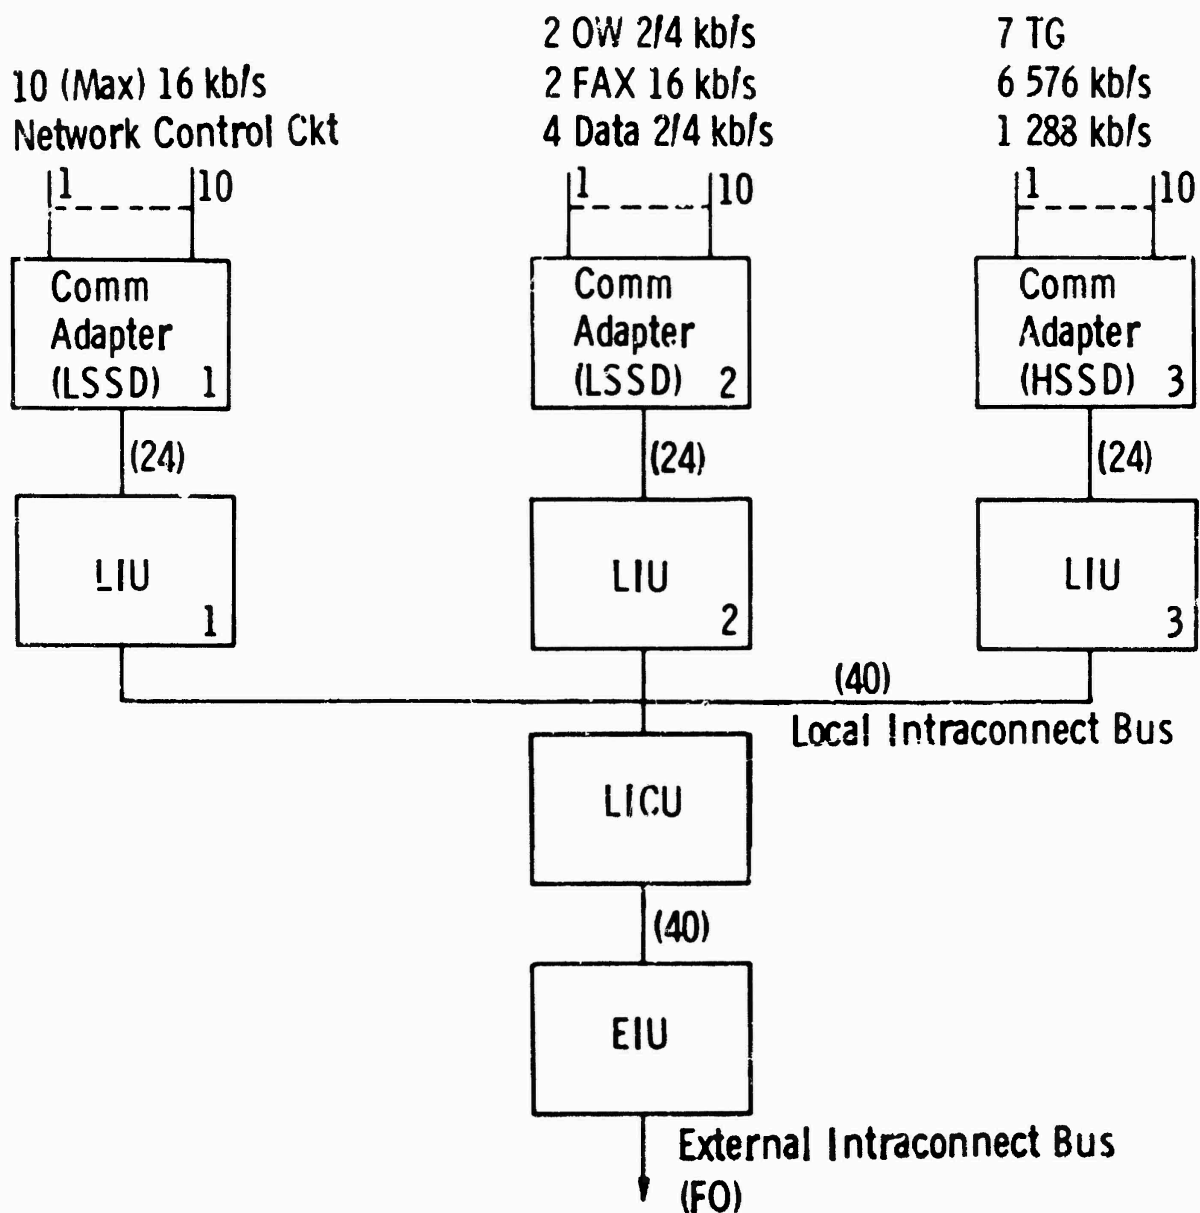 10 (Max) 16 kb/s
Network Control Ckt
2 OW 2/4 kb/s
2 FAX 16 kb/s
4 Data 2/4 kb/s
7 TG
6 576 kb/s
1 288 kb/s
1 10
1 10
1 10
Comm
Adapter
(LSSD) 1
Comm
Adapter
(LSSD) 2
Comm
Adapter
(HSSD) 3
(24)
(24)
(24)
LIU
1
LIU
2
LIU
3
(40)
Local Intraconnect Bus
LICU
(40)
EIU
External Intraconnect Bus
(FO)